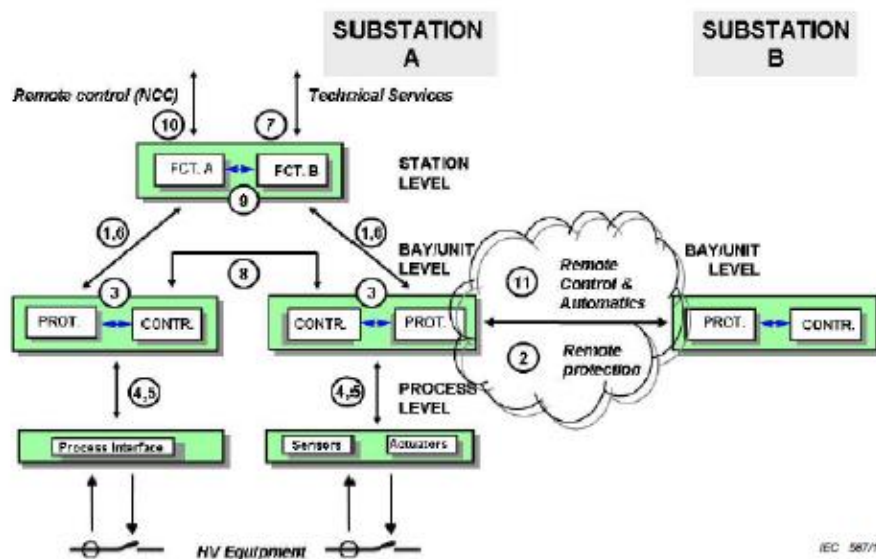 SUBSTATION
A
SUBSTATION
B
Remote control (NCC)
Technical Services
10
7
FCT. A
FCT. B
STATION
LEVEL
9
1,6
1,6
BAY/UNIT
LEVEL
BAY/UNIT
LEVEL
8
3
3
11
Remote
Control &
Automatics
PROT.
CONTR.
CONTR.
PROT.
PROT.
CONTR.
2
Remote
protection
4,5
4,5
PROCESS
LEVEL
Process Interface
Sensors
Actuators
HV Equipment